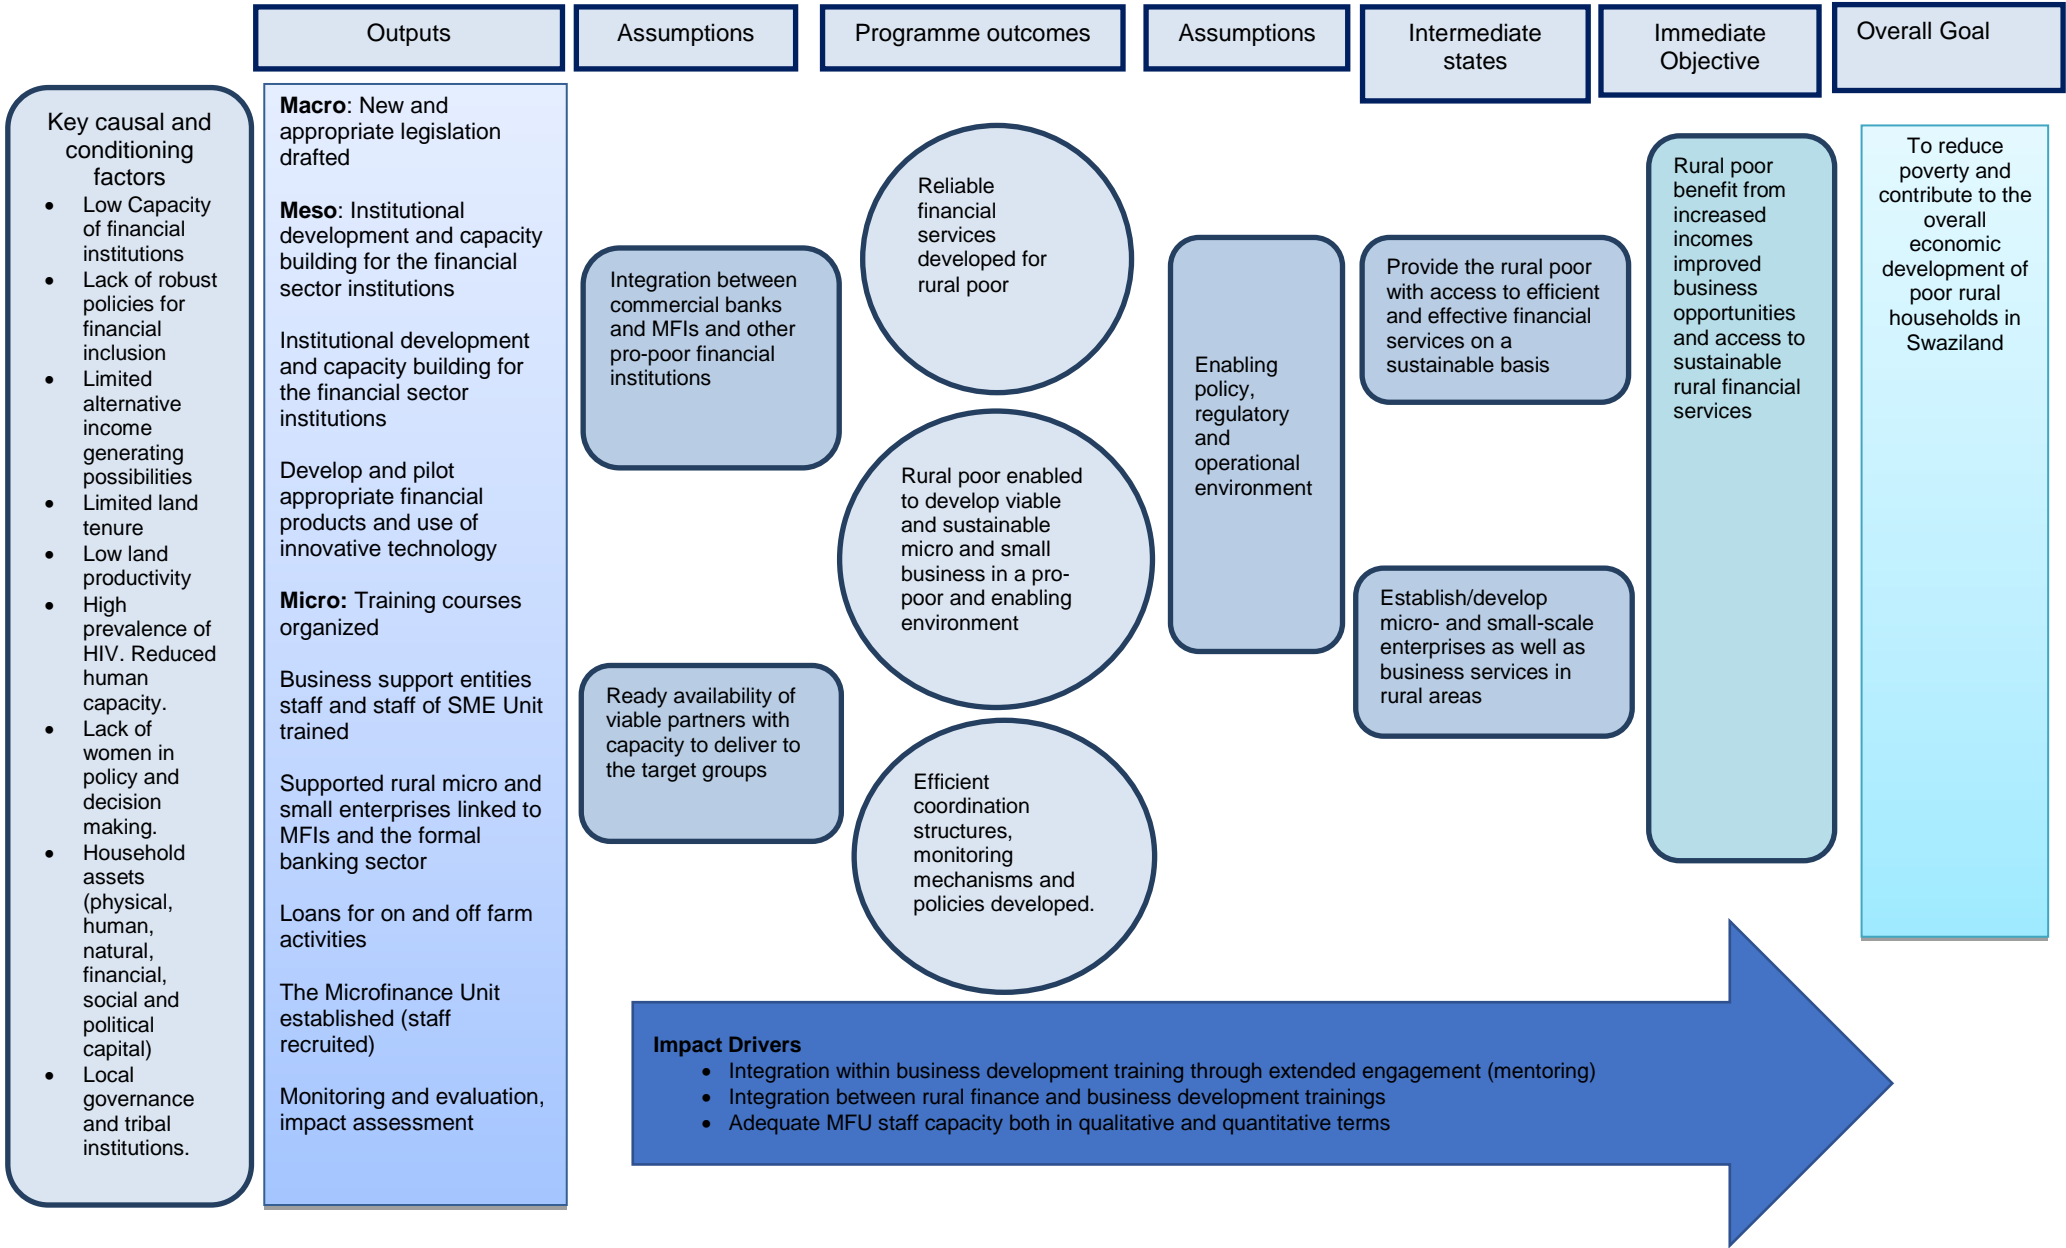 Outputs
Assumptions
Programme outcomes
Assumptions
Intermediate
states
Immediate
Objective
Overall Goal
Key causal and
conditioning
factors
• Low Capacity
of financial
institutions
• Lack of robust
policies for
financial
inclusion
• Limited
alternative
income
generating
possibilities
• Limited land
tenure
• Low land
productivity
• High
prevalence of
HIV. Reduced
human
capacity.
• Lack of
women in
policy and
decision
making.
• Household
assets
(physical,
human,
natural,
financial,
social and
political
capital)
• Local
governance
and tribal
institutions.
Macro: New and
appropriate legislation
drafted
Meso: Institutional
development and capacity
building for the financial
sector institutions
Institutional development
and capacity building for
the financial sector
institutions
Develop and pilot
appropriate financial
products and use of
innovative technology
Micro: Training courses
organized
Business support entities
staff and staff of SME Unit
trained
Supported rural micro and
small enterprises linked to
MFIs and the formal
banking sector
Loans for on and off farm
activities
The Microfinance Unit
established (staff
recruited)
Monitoring and evaluation,
impact assessment
Integration between
commercial banks
and MFIs and other
pro-poor financial
institutions
Ready availability of
viable partners with
capacity to deliver to
the target groups
Reliable
financial
services
developed for
rural poor
Rural poor enabled
to develop viable
and sustainable
micro and small
business in a pro-
poor and enabling
environment
Efficient
coordination
structures,
monitoring
mechanisms and
policies developed.
Enabling
policy,
regulatory
and
operational
environment
Provide the rural poor
with access to efficient
and effective financial
services on a
sustainable basis
Establish/develop
micro- and small-scale
enterprises as well as
business services in
rural areas
Rural poor
benefit from
increased
incomes
improved
business
opportunities
and access to
sustainable
rural financial
services
To reduce
poverty and
contribute to the
overall
economic
development of
poor rural
households in
Swaziland
Impact Drivers
• Integration within business development training through extended engagement (mentoring)
• Integration between rural finance and business development trainings
• Adequate MFU staff capacity both in qualitative and quantitative terms